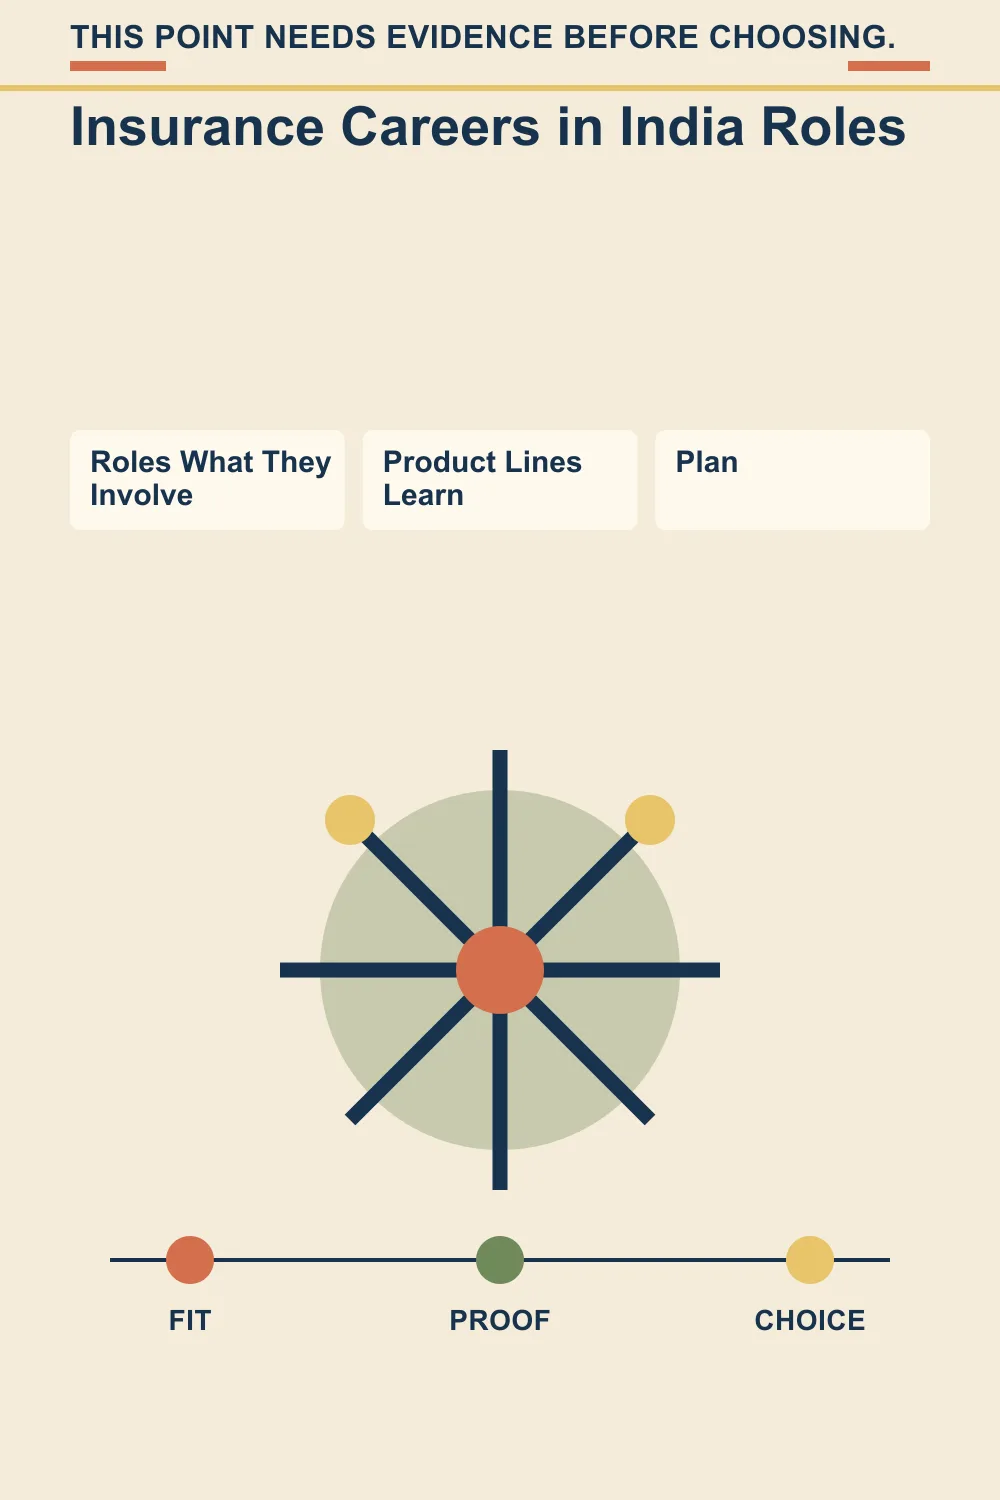 THIS POINT NEEDS EVIDENCE BEFORE CHOOSING.
Insurance Careers in India Roles
Roles What They
Involve
Product Lines
Learn
Plan
FIT
PROOF
CHOICE